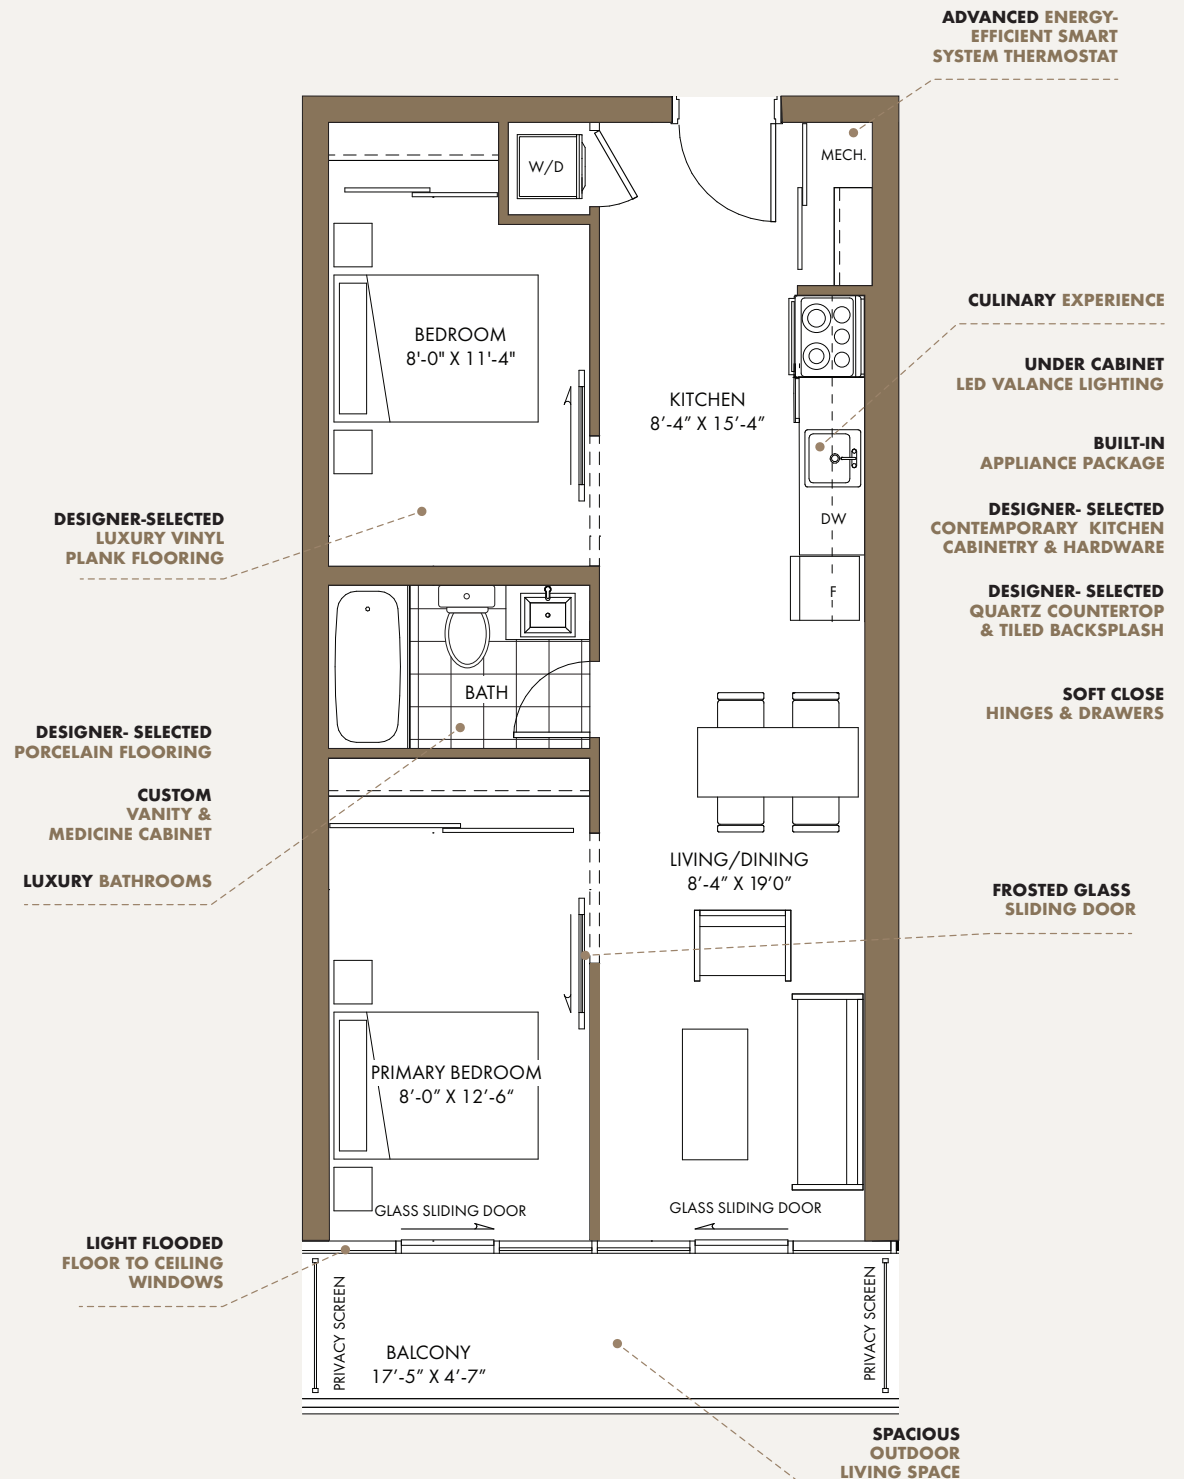 ADVANCED ENERGY-
EFFICIENT SMART
SYSTEM THERMOSTAT
W/D
MECH.
CULINARY EXPERIENCE
BEDROOM
8'-0" X 11'-4"
UNDER CABINET
LED VALANCE LIGHTING
KITCHEN
8’-4” X 15’-4”
BUILT-IN
APPLIANCE PACKAGE
DESIGNER-SELECTED
LUXURY VINYL
PLANK FLOORING
DW
DESIGNER- SELECTED
CONTEMPORARY KITCHEN
CABINETRY & HARDWARE
F
DESIGNER- SELECTED
QUARTZ COUNTERTOP
& TILED BACKSPLASH
BATH
SOFT CLOSE
HINGES & DRAWERS
DESIGNER- SELECTED
PORCELAIN FLOORING
CUSTOM
VANITY &
MEDICINE CABINET
LUXURY BATHROOMS
LIVING/DINING
8’-4” X 19’0”
FROSTED GLASS
SLIDING DOOR
PRIMARY BEDROOM
8’-0” X 12’-6“
GLASS SLIDING DOOR
GLASS SLIDING DOOR
LIGHT FLOODED
FLOOR TO CEILING
WINDOWS
PRIVACY SCREEN
PRIVACY SCREEN
BALCONY
17’-5” X 4’-7”
SPACIOUS
OUTDOOR
LIVING SPACE